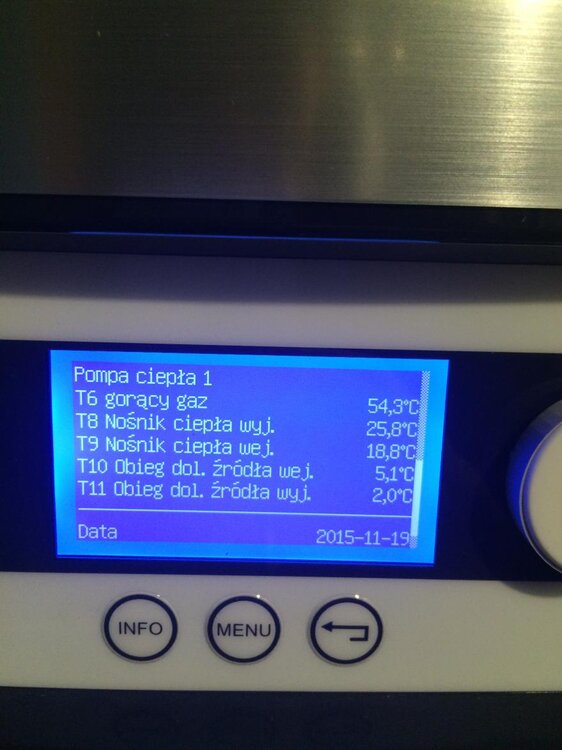 Pompa ciepła 1
T6 gorący gaz 54,3°C
T8 Nośnik ciepła wyj. 25,8°C
T9 Nośnik ciepła wej. 18,8°C
T10 Obieg dol. źródła wej. 5,1°C
T11 Obieg dol. źródła wyj. 2,0°C
Data 2015-11-19
INFO MENU